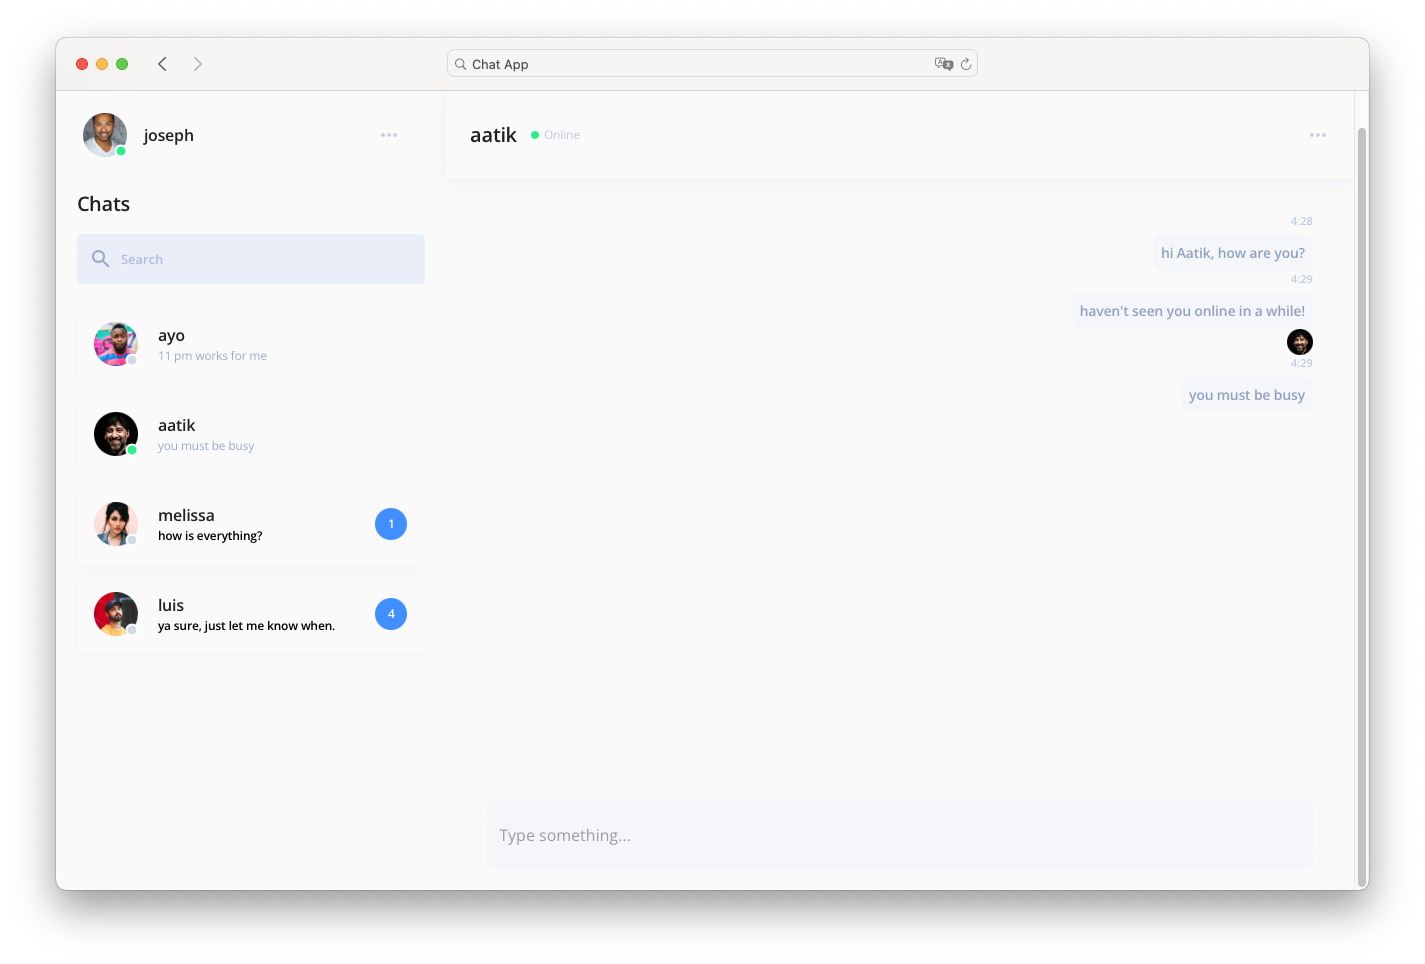 Chat App
joseph
Chats
Search
ayo
11 pm works for me
aatik
you must be busy
melissa
how is everything?
1
luis
ya sure, just let me know when.
4
aatik
Online
4:28
hi Aatik, how are you?
4:29
haven't seen you online in a while!
4:29
you must be busy
Type something...